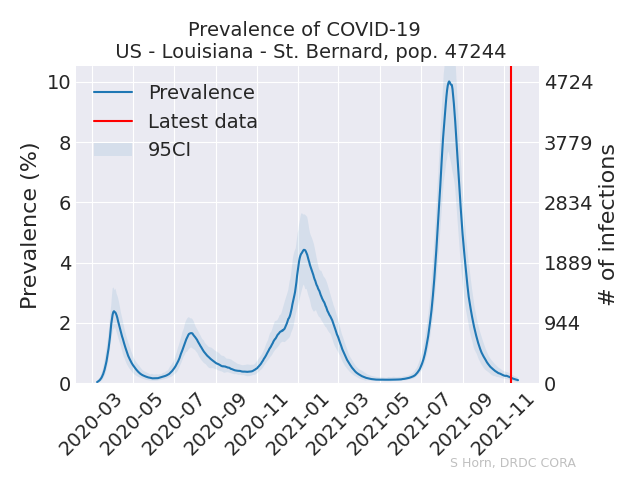 Prevalence of COVID-19
US - Louisiana - St. Bernard, pop. 47244
Prevalence
Latest data
95CI
Prevalence (%)
10
8
6
4
2
0
4724
3779
2834
1889
944
0
# of infections
2020-03
2020-05
2020-07
2020-09
2020-11
2021-01
2021-03
2021-05
2021-07
2021-09
2021-11
S Horn, DRDC CORA